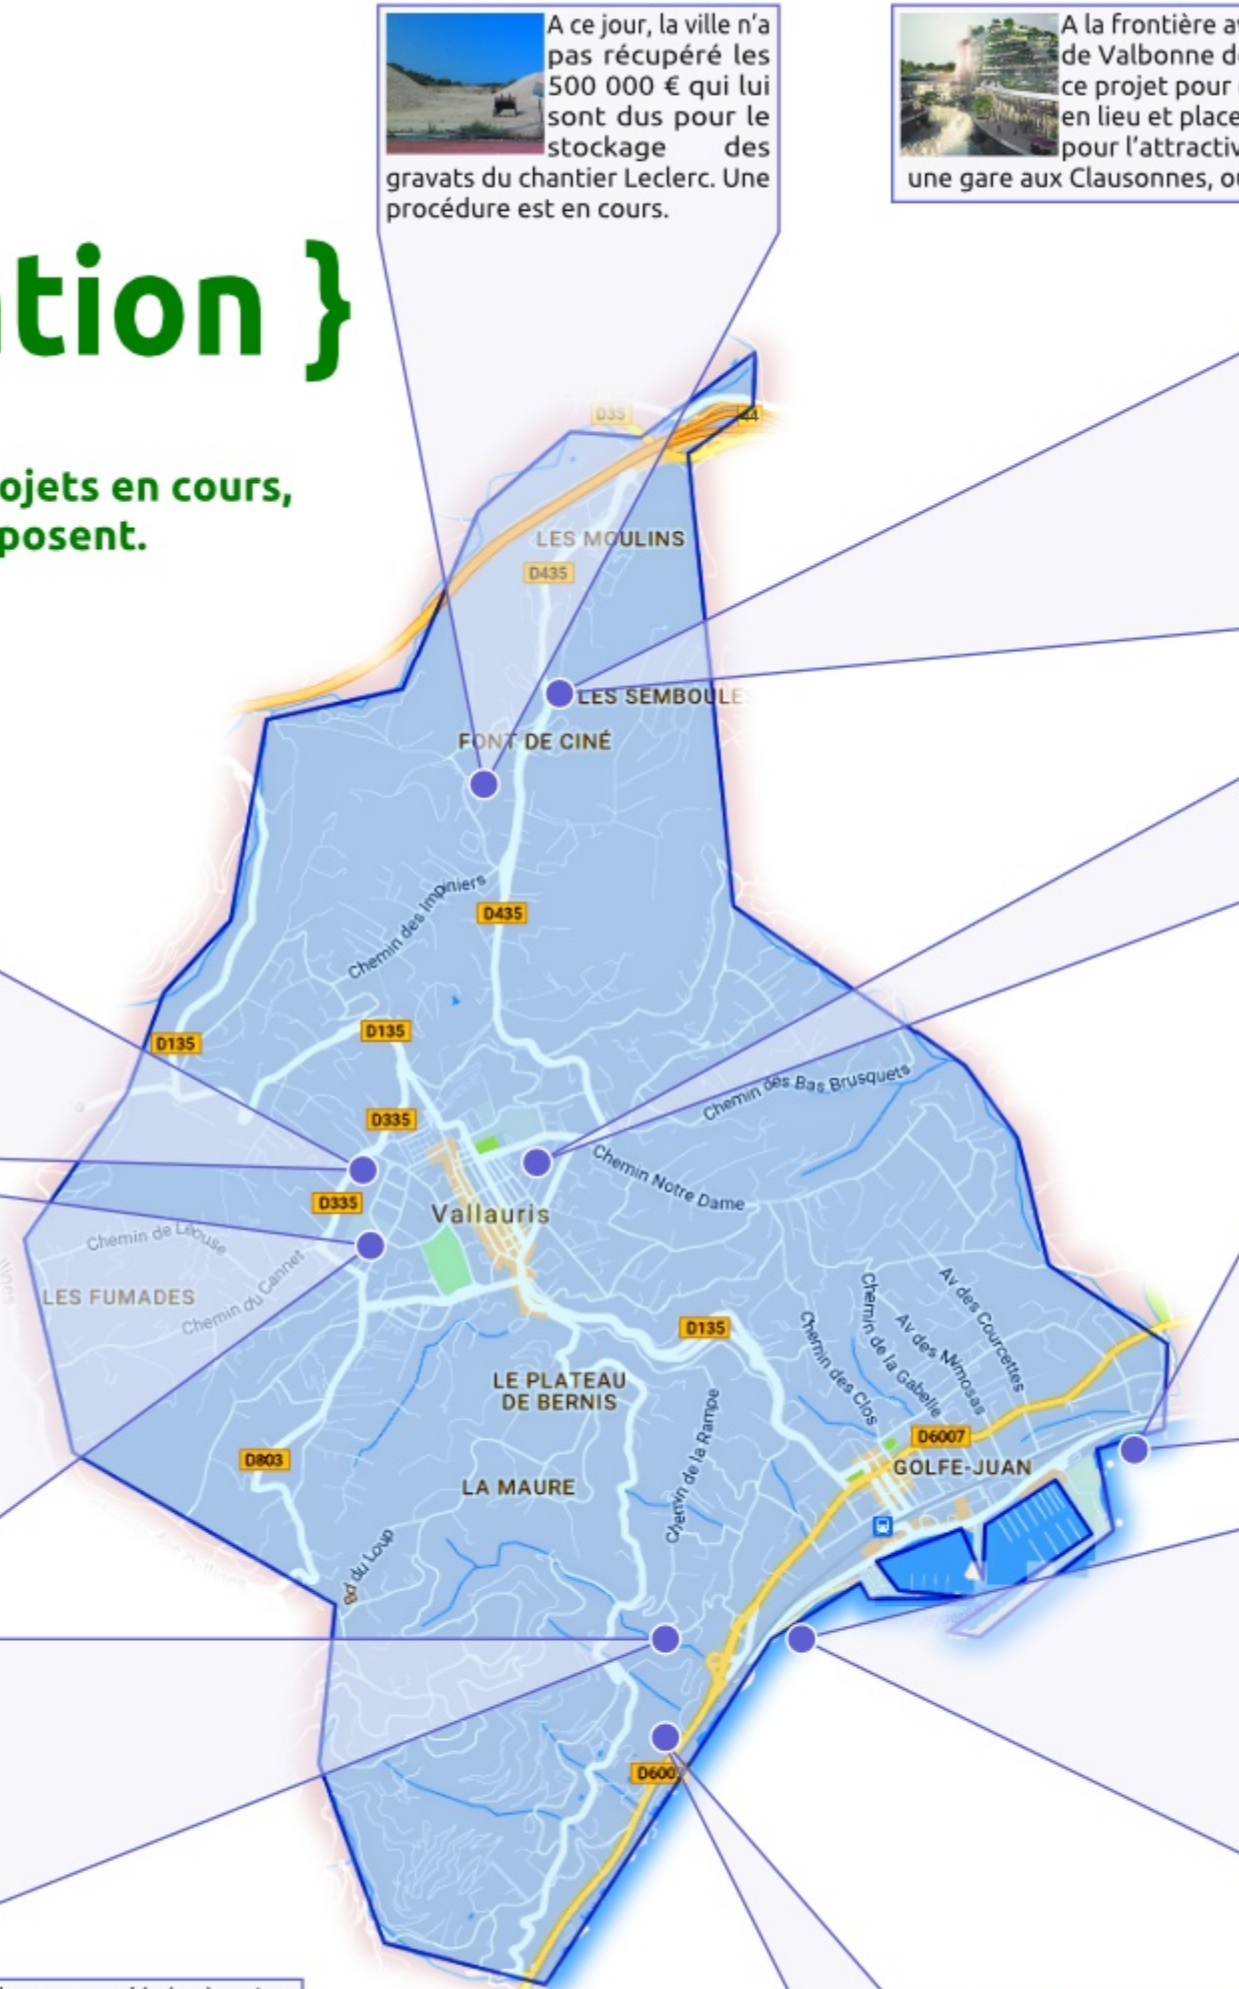 A ce jour, la ville n’a
pas récupéré les
500 000 € qui lui
sont dus pour le
stockage des
gravats du chantier Leclerc. Une
procédure est en cours.
A la frontière
de Valbonne
ce projet pour
en lieu et place
pour l’attractiv
une gare aux Clausonnes,
ation }
ojets en cours,
posent.
D35
LES MOULINS
D435
LES SEMBOULES
FONT DE CINÉ
Chemin des Impiniers
D435
D135
D135
Chemin des Bas Brusquets
D335
Chemin Notre Dame
D335
Vallauris
Chemin de Léouse
LES FUMADES
Chemin du Cannet
D135
Chemin des Clos
Chemin de la Gabelle
Av des Mimosas
Av des Courcettes
LE PLATEAU
DE BERNIS
Chemin de la Rampe
D6007
D803
GOLFE-JUAN
LA MAURE
Bd du Loup
D600